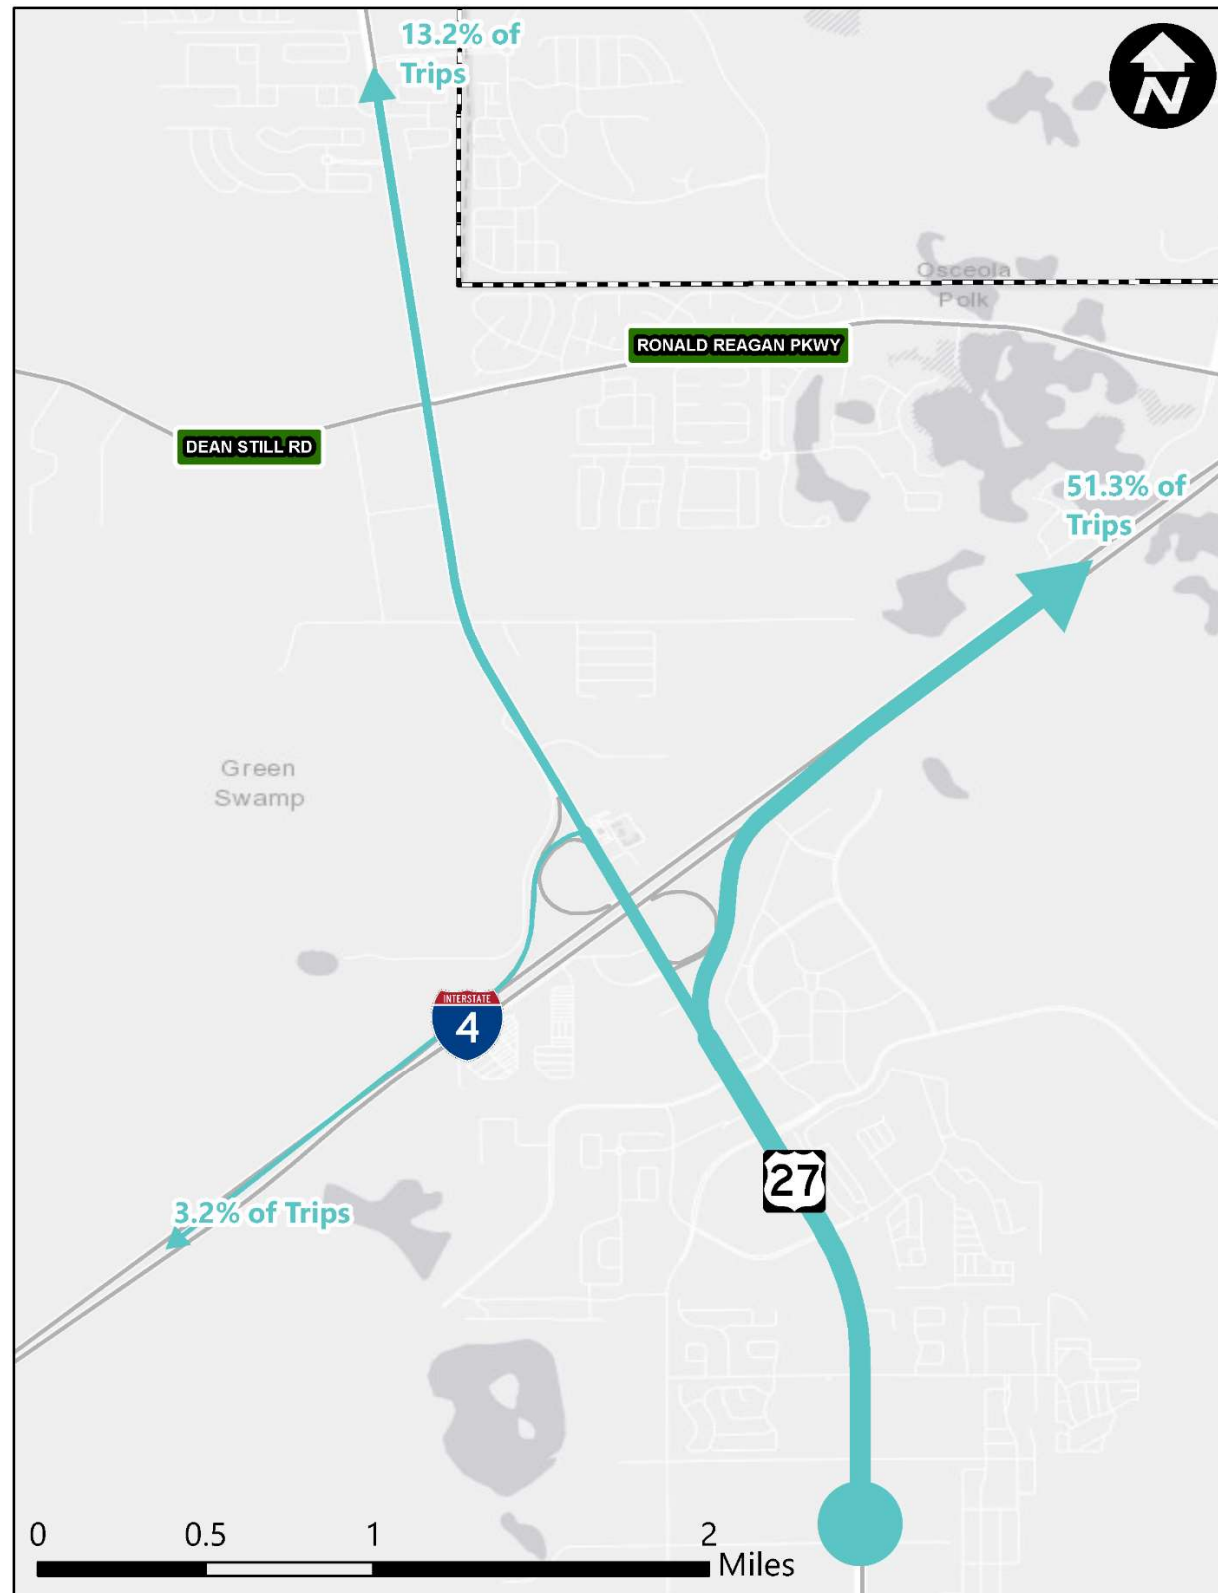 13.2% of
Trips
N
Osceola
Polk
RONALD REAGAN PKWY
DEAN STILL RD
51.3% of
Trips
Green
Swamp
INTERSTATE
4
27
3.2% of Trips
0 0.5 1 2
Miles